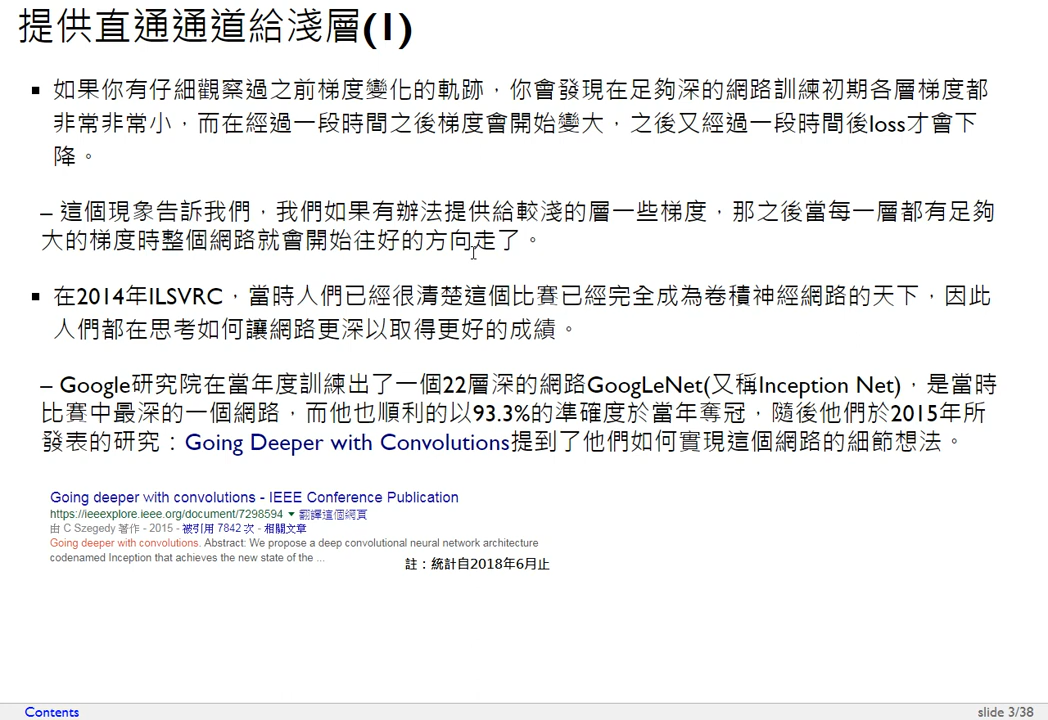 提供直通通道給淺層(1)
▪ 如果你有仔細觀察過之前梯度變化的軌跡，你會發現在足夠深的網路訓練初期各層梯度都
非常非常小，而在經過一段時間之後梯度會開始變大，之後又經過一段時間後loss才會下
降。
– 這個現象告訴我們，我們如果有辦法提供給較淺的層一些梯度，那之後當每一層都有足夠
大的梯度時整個網路就會開始往好的方向走了。
▪ 在2014年ILSVRC，當時人們已經很清楚這個比賽已經完全成為卷積神經網路的天下，因此
人們都在思考如何讓網路更深以取得更好的成績。
– Google研究院在當年度訓練出了一個22層深的網路GoogLeNet(又稱Inception Net)，是當時
比賽中最深的一個網路，而他也順利的以93.3%的準確度於當年奪冠，隨後他們於2015年所
發表的研究：Going Deeper with Convolutions提到了他們如何實現這個網路的細節想法。
Going deeper with convolutions - IEEE Conference Publication
https://ieeexplore.ieee.org/document/7298594 ▼ 翻譯這個網頁
由 C Szegedy 著作 - 2015 - 被引用 7842 次 - 相關文章
Going deeper with convolutions. Abstract: We propose a deep convolutional neural network architecture
codenamed Inception that achieves the new state of the ...
註：統計自2018年6月止
Contents
slide 3/38